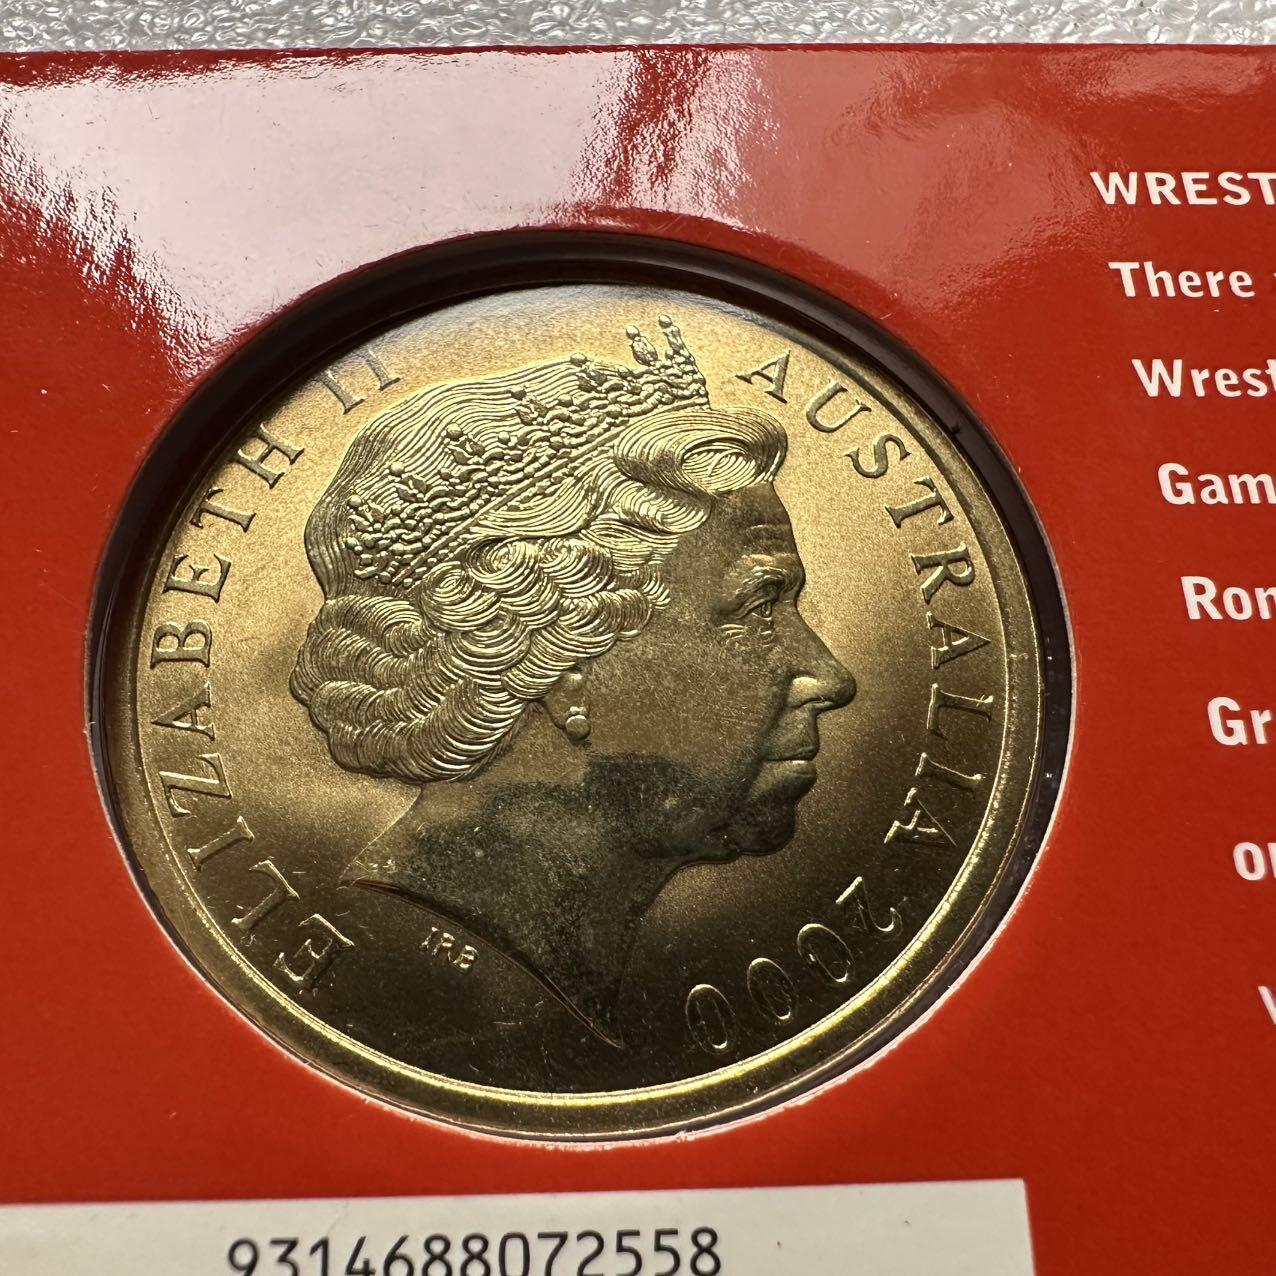 ELIZABETH II AUSTRALIA 2000
IRB
WREST
There
Wrest
Gam
Ron
Gr
9314688072558